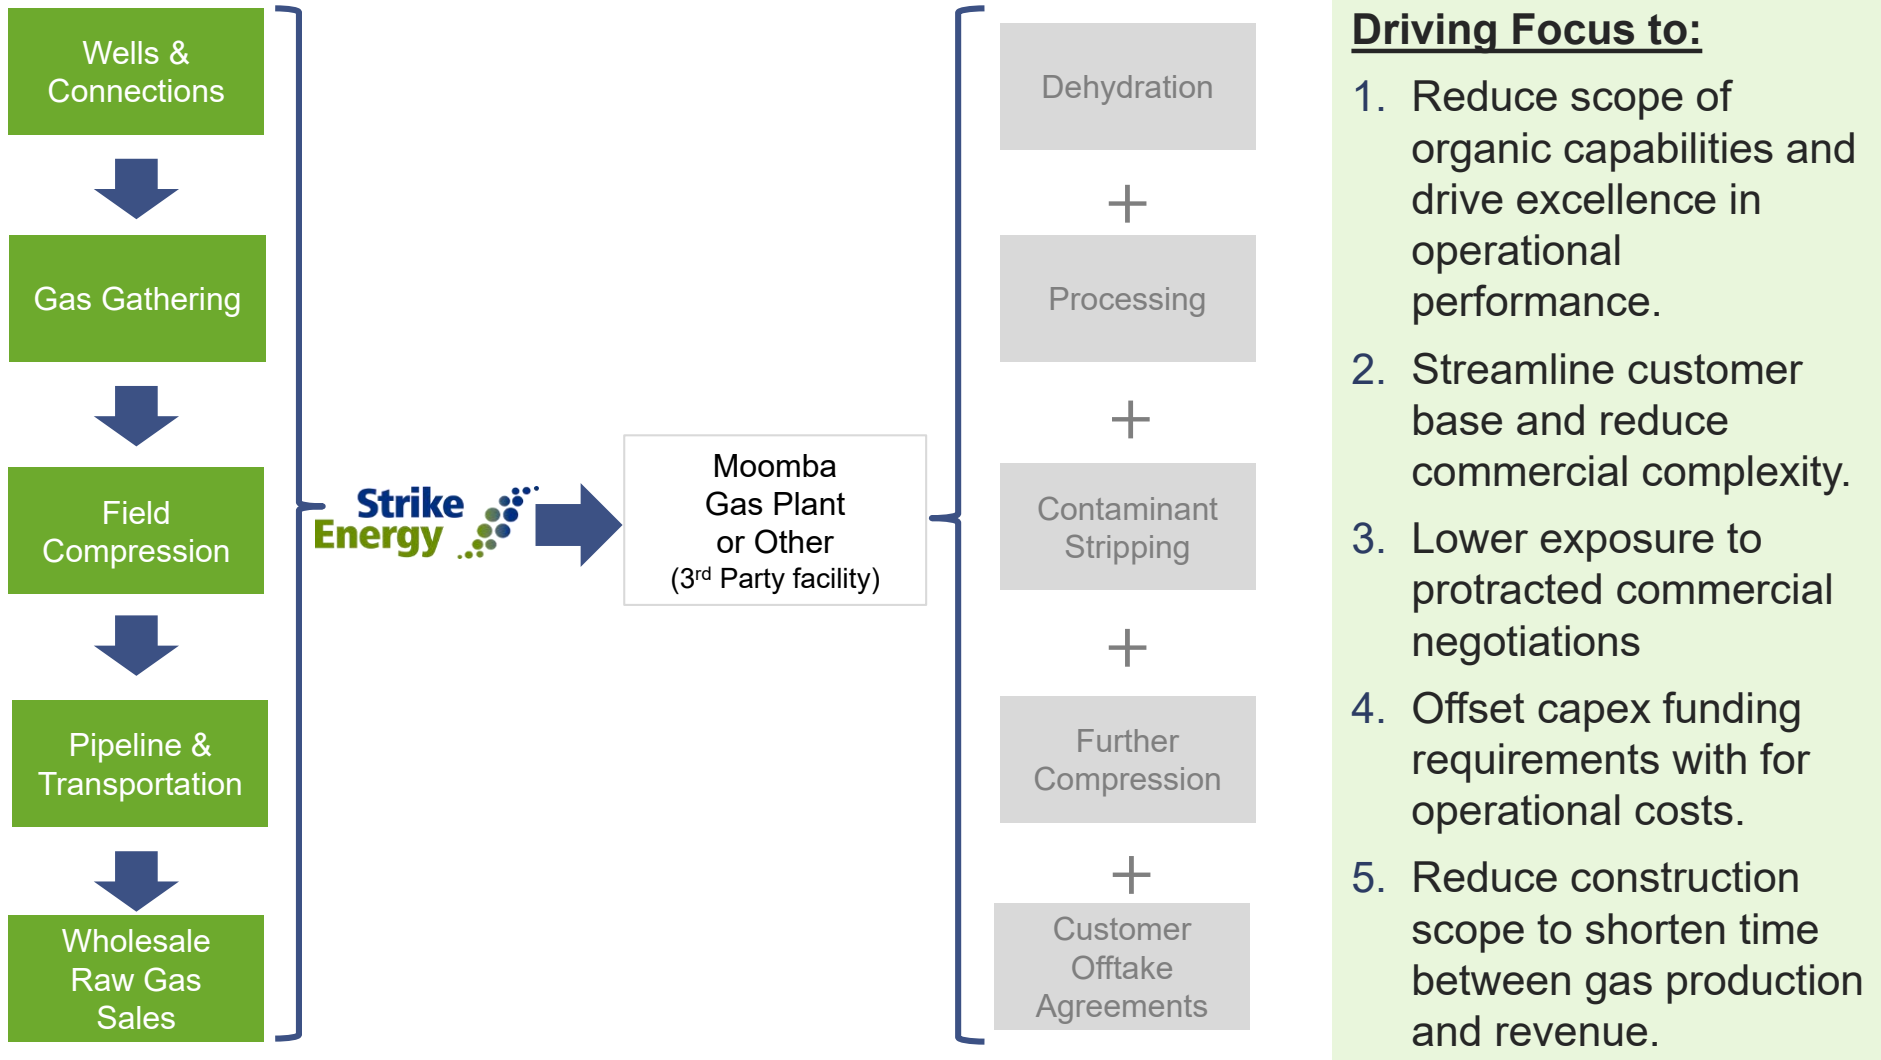 Wells &
Connections
Gas Gathering
Field
Compression
Pipeline &
Transportation
Wholesale
Raw Gas
Sales
Strike
Energy
Moomba
Gas Plant
or Other
(3rd Party facility)
Dehydration
+
Processing
+
Contaminant
Stripping
+
Further
Compression
+
Customer
Offtake
Agreements
Driving Focus to:
1. Reduce scope of
organic capabilities and
drive excellence in
operational
performance.
2. Streamline customer
base and reduce
commercial complexity.
3. Lower exposure to
protracted commercial
negotiations
4. Offset capex funding
requirements with for
operational costs.
5. Reduce construction
scope to shorten time
between gas production
and revenue.